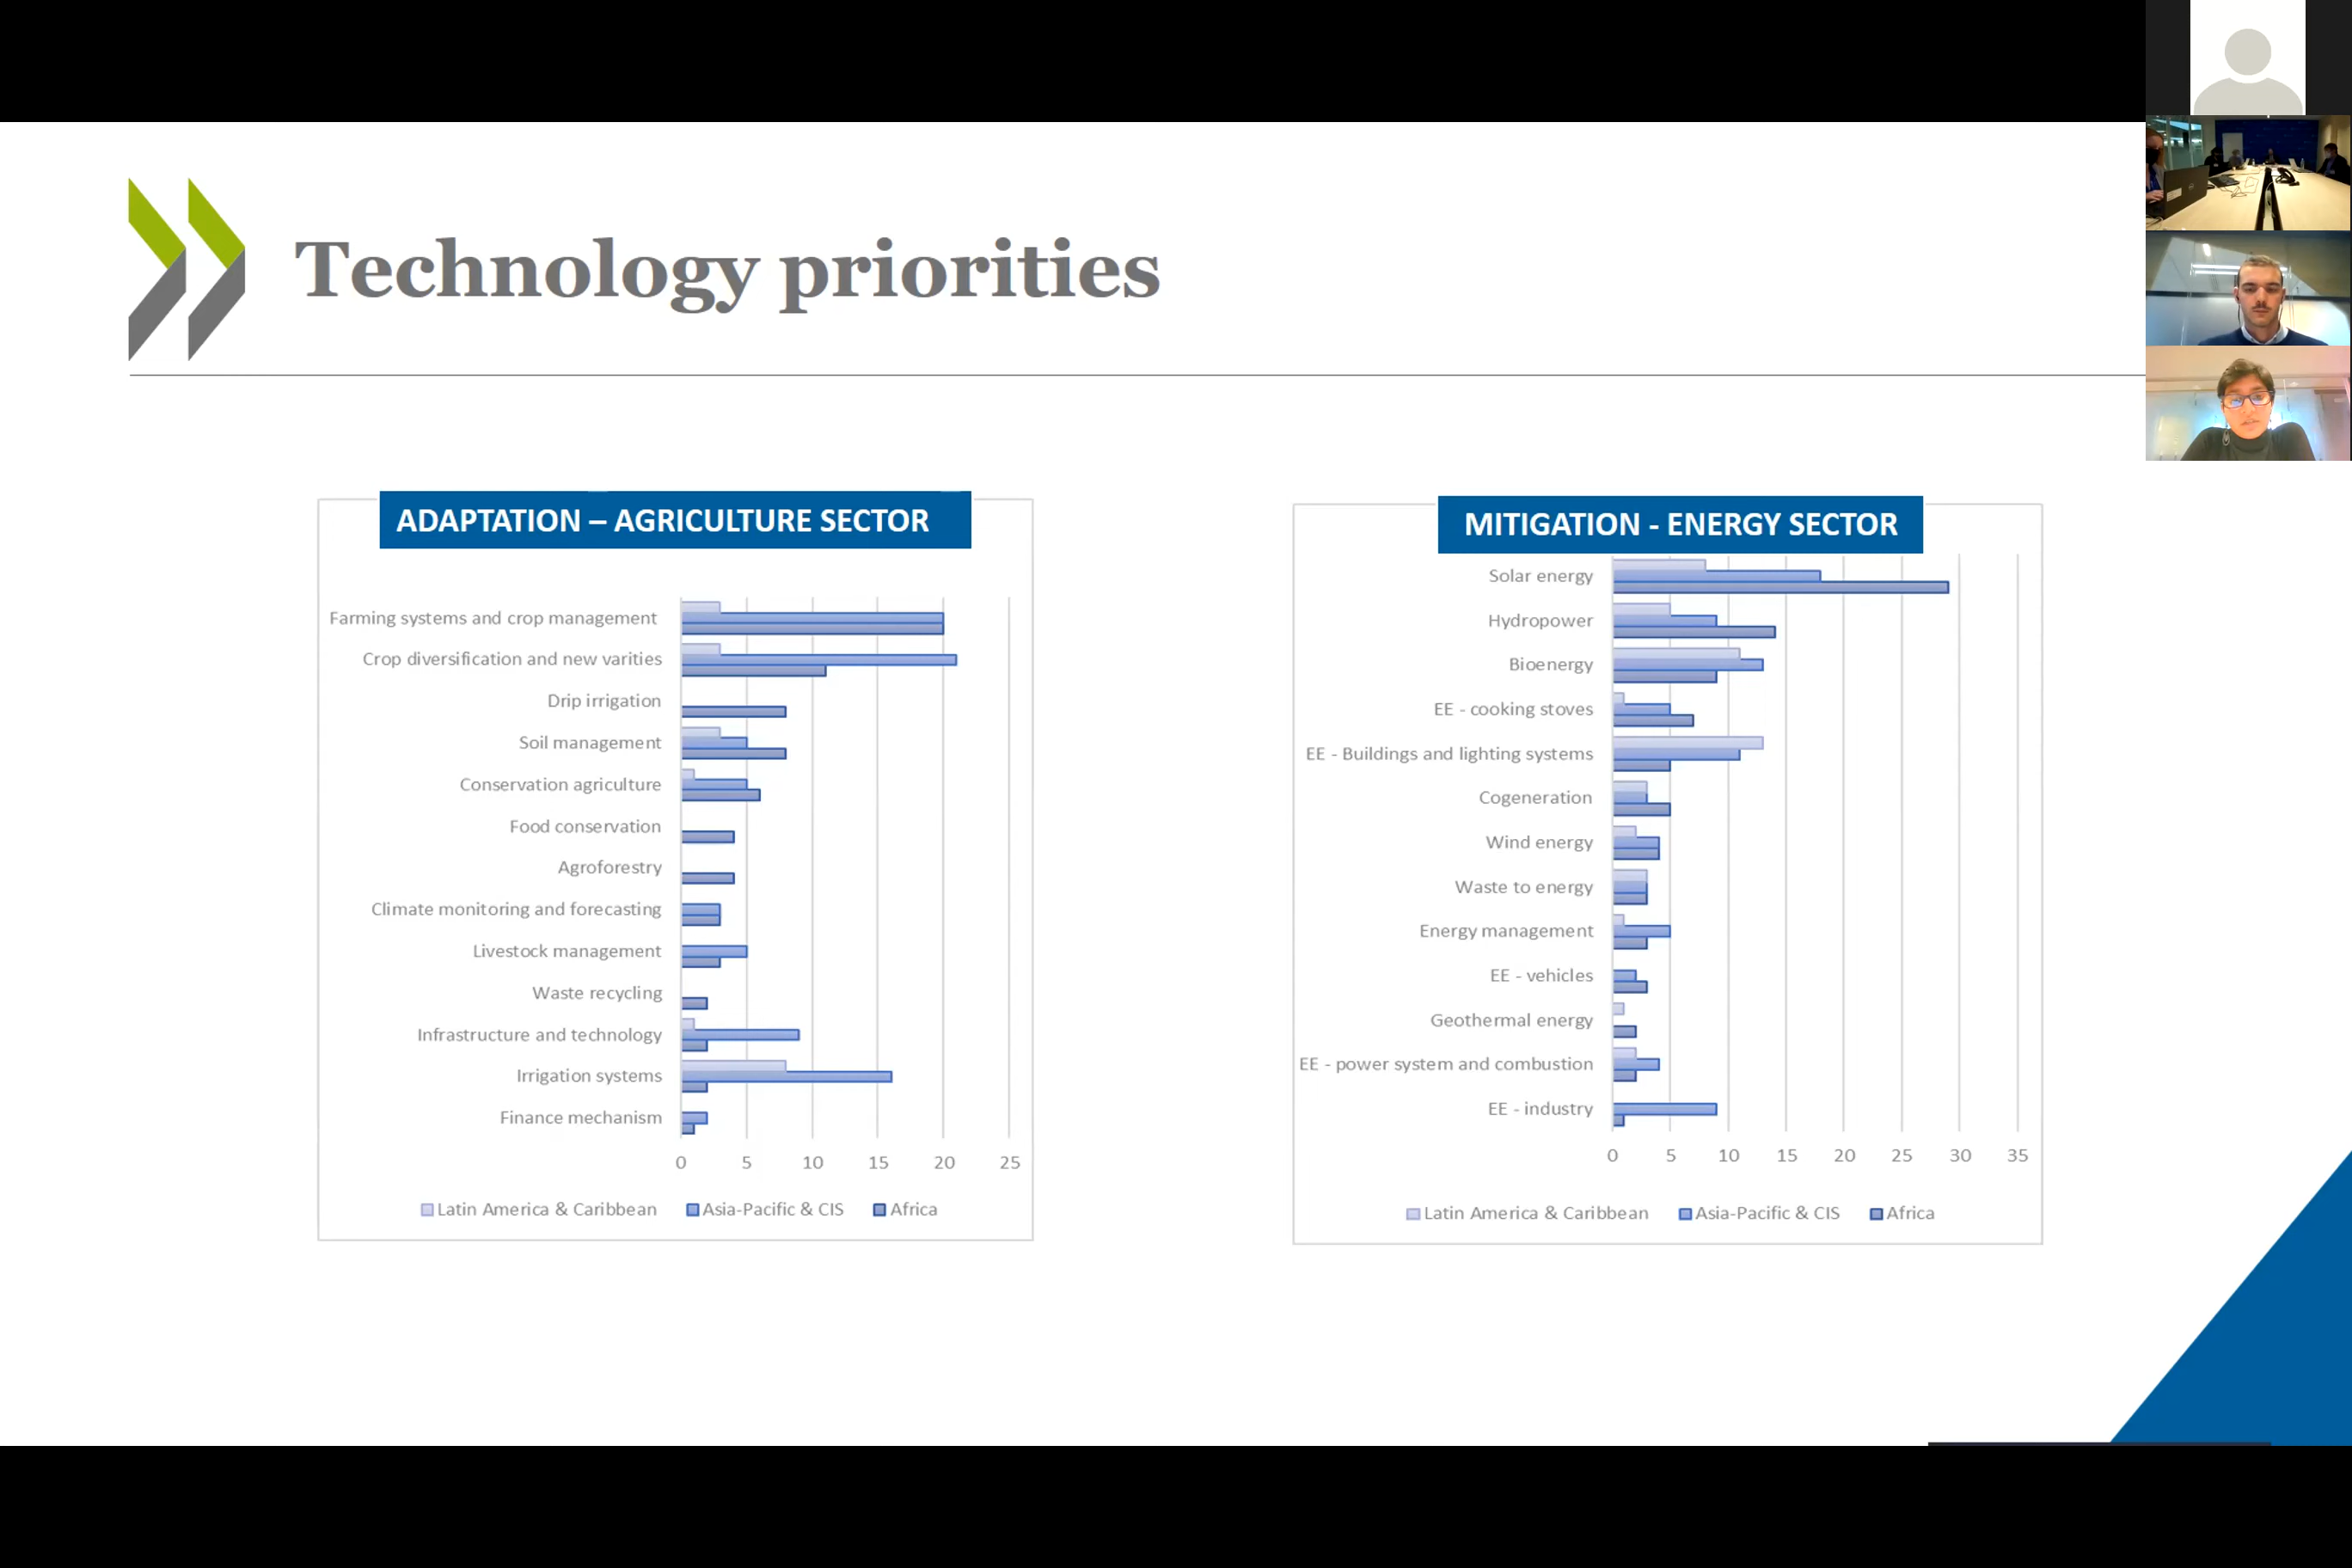 Technology priorities
ADAPTATION – AGRICULTURE SECTOR
Farming systems and crop management
Crop diversification and new varities
Drip irrigation
Soil management
Conservation agriculture
Food conservation
Agroforestry
Climate monitoring and forecasting
Livestock management
Waste recycling
Infrastructure and technology
Irrigation systems
Finance mechanism
0 5 10 15 20 25
Latin America & Caribbean Asia-Pacific & CIS Africa
MITIGATION - ENERGY SECTOR
Solar energy
Hydropower
Bioenergy
EE - cooking stoves
EE - Buildings and lighting systems
Cogeneration
Wind energy
Waste to energy
Energy management
EE - vehicles
Geothermal energy
EE - power system and combustion
EE - industry
0 5 10 15 20 25 30 35
Latin America & Caribbean Asia-Pacific & CIS Africa